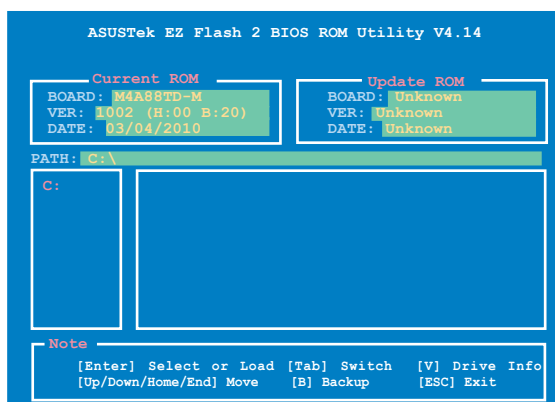 ASUSTek EZ Flash 2 BIOS ROM Utility V4.14
Current ROM
BOARD: M4A88TD-M
VER: 1002 (H:00 B:20)
DATE: 03/04/2010
Update ROM
BOARD: Unknown
VER: Unknown
DATE: Unknown
PATH: C:\
C:
Note
[Enter] Select or Load [Tab] Switch [V] Drive Info
[Up/Down/Home/End] Move [B] Backup [ESC] Exit